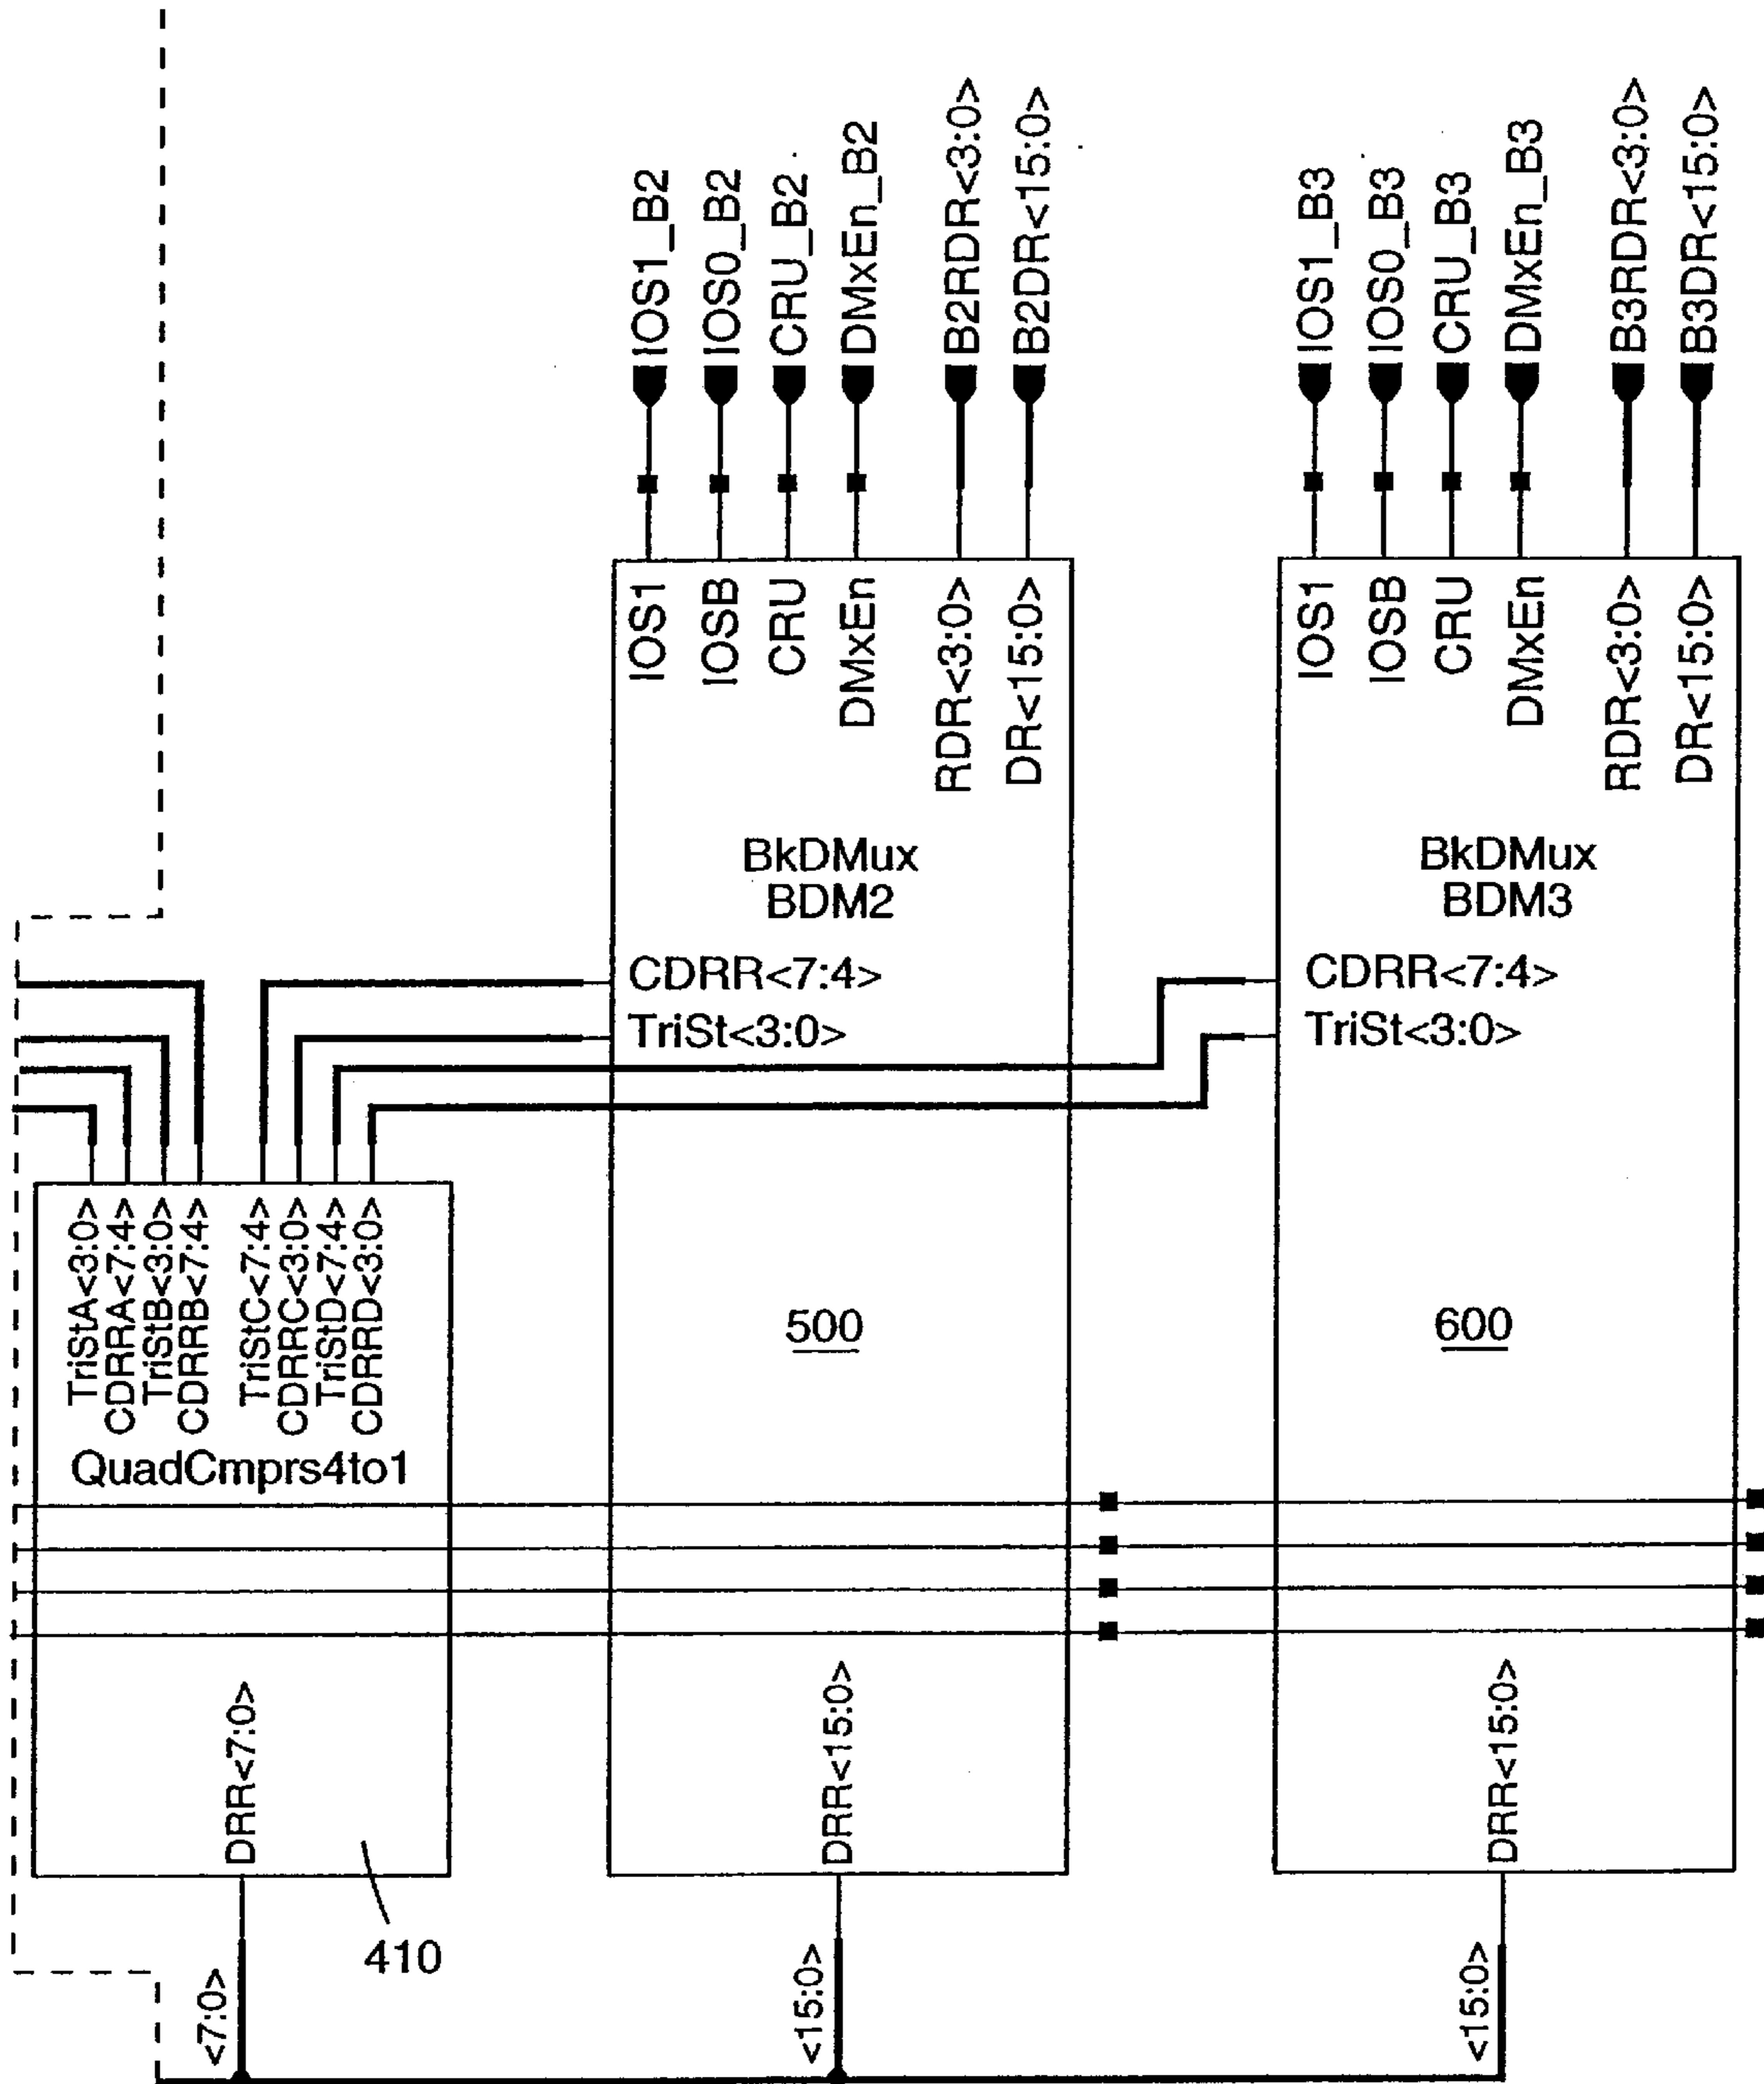 IOS1_B2
IOS0_B2
CRU_B2
DMxEn_B2
B2RDR<3:0>
B2DR<15:0>
IOS1_B3
IOS0_B3
CRU_B3
DMxEn_B3
B3RDR<3:0>
B3DR<15:0>
IOS1
IOSB
CRU
DMxEn
RDR<3:0>
DR<15:0>
IOS1
IOSB
CRU
DMxEn
RDR<3:0>
DR<15:0>
BkDMux
BDM2
BkDMux
BDM3
CDRR<7:4>
TriSt<3:0>
CDRR<7:4>
TriSt<3:0>
TriStA<3:0>
CDRRA<7:4>
TriStB<3:0>
CDRRB<7:4>
TriStC<7:4>
CDRRC<3:0>
TriStD<7:4>
CDRRD<3:0>
QuadCmprs4to1
500
600
DRR<7:0>
DRR<15:0>
DRR<15:0>
410
<7:0>
<15:0>
<15:0>